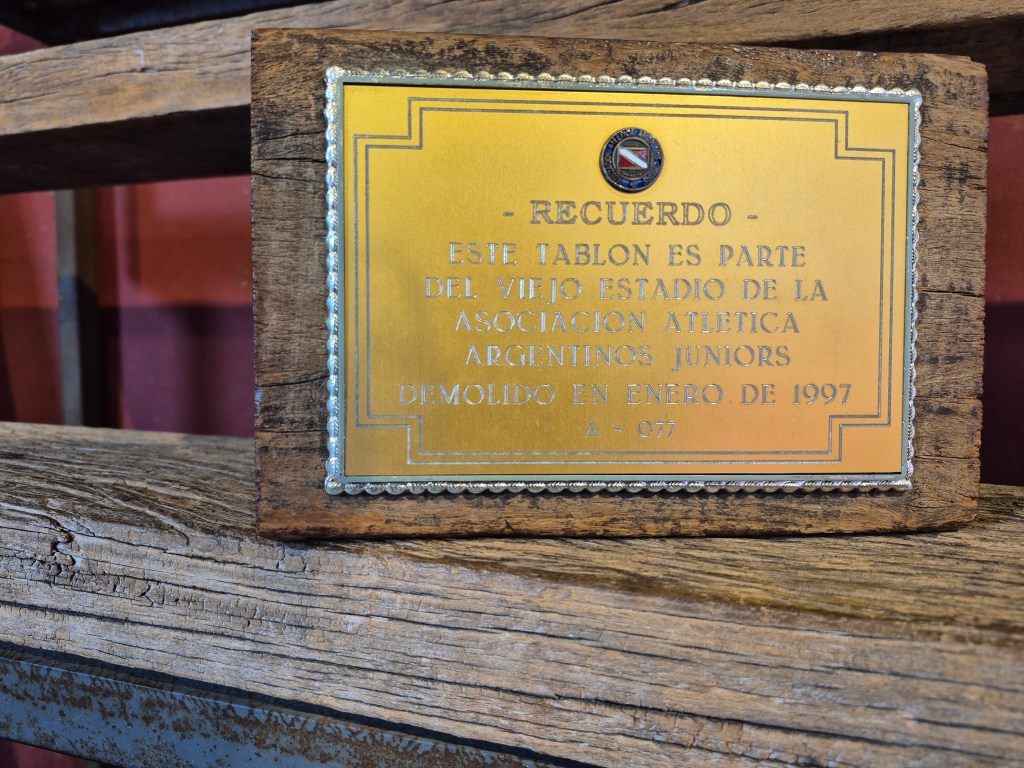 - RECUERDO -
ESTE TABLON ES PARTE
DEL VIEJO ESTADIO DE LA
ASOCIACION ATLETICA
ARGENTINOS JUNIORS
DEMOLIDO EN ENERO DE 1997
A - 077